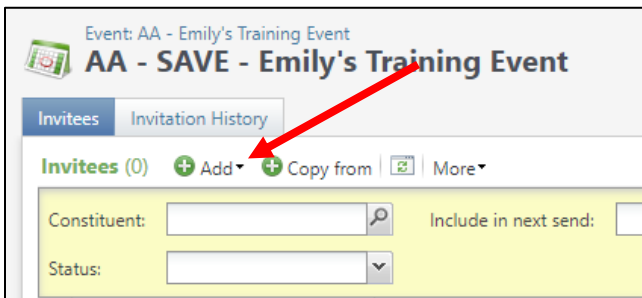 Event: AA - Emily's Training Event
AA - SAVE - Emily's Training Event
Invitees Invitation History
Invitees (0) Add Copy from More
Constituent: Include in next send:
Status: